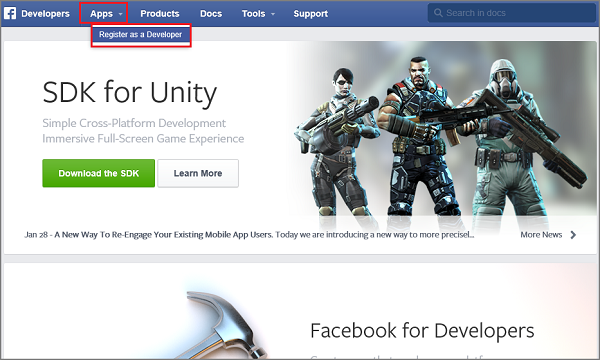 Developers Apps Products Docs Tools Support Search in docs
Register as a Developer
SDK for Unity
Simple Cross-Platform Development
Immersive Full-Screen Game Experience
Download the SDK Learn More
Jan 28 - A New Way To Re-Engage Your Existing Mobile App Users. Today we are introducing a new way to more precisel... More News
Facebook for Developers